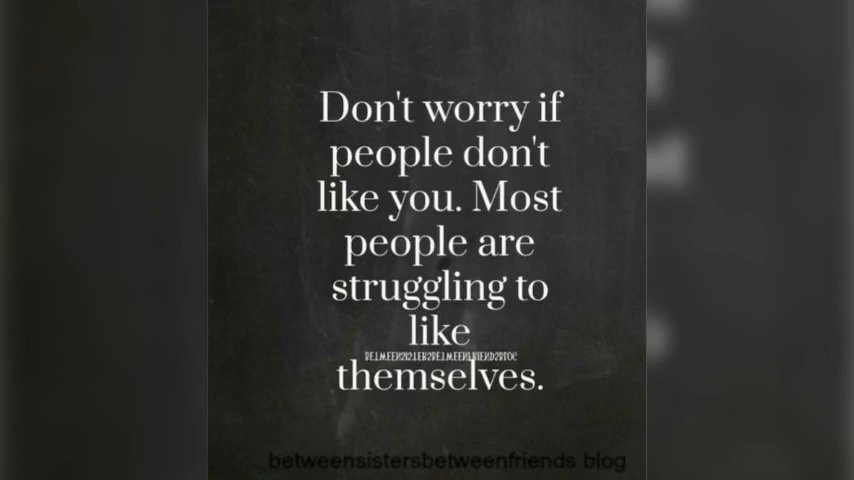 Don't worry if
people don't
like you. Most
people are
struggling to
like
themselves.
betweensistersbetweenfriends blog